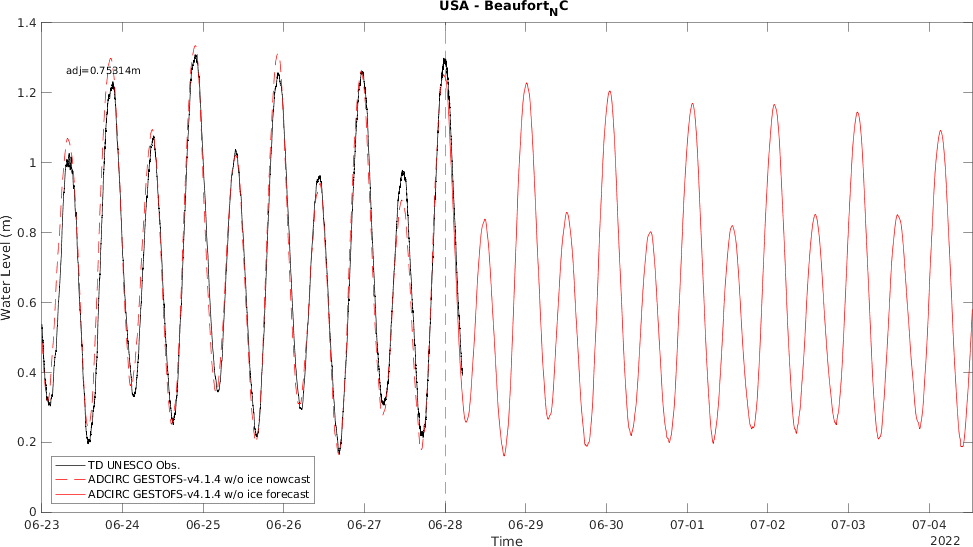 USA - Beaufort_NC
adj=0.75314m
1.4
1.2
1
0.8
0.6
0.4
0.2
0
Water Level (m)
TD UNESCO Obs.
ADCIRC GESTOFS-v4.1.4 w/o ice nowcast
ADCIRC GESTOFS-v4.1.4 w/o ice forecast
06-23 06-24 06-25 06-26 06-27 06-28 06-29 06-30 07-01 07-02 07-03 07-04
Time
2022